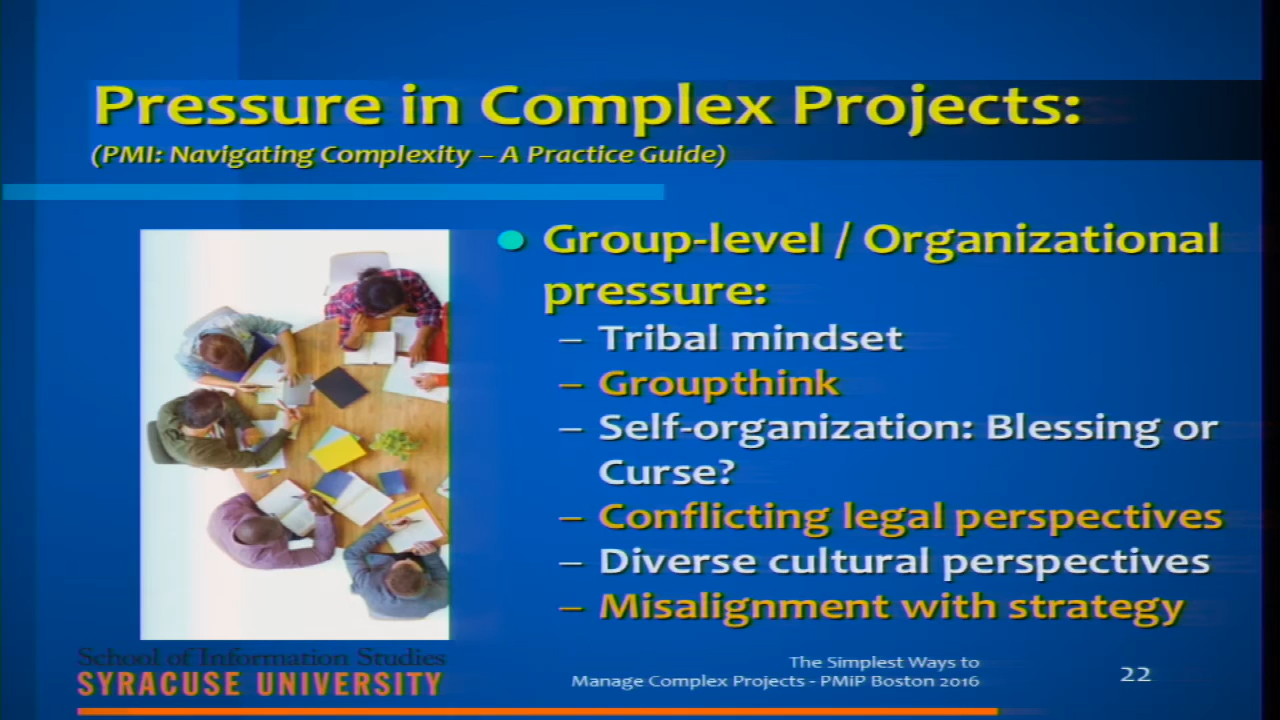 Pressure in Complex Projects:
(PMI: Navigating Complexity – A Practice Guide)
● Group-level / Organizational
pressure:
– Tribal mindset
– Groupthink
– Self-organization: Blessing or
Curse?
– Conflicting legal perspectives
– Diverse cultural perspectives
– Misalignment with strategy
School of Information Studies
SYRACUSE UNIVERSITY
The Simplest Ways to
Manage Complex Projects - PMIP Boston 2016
22